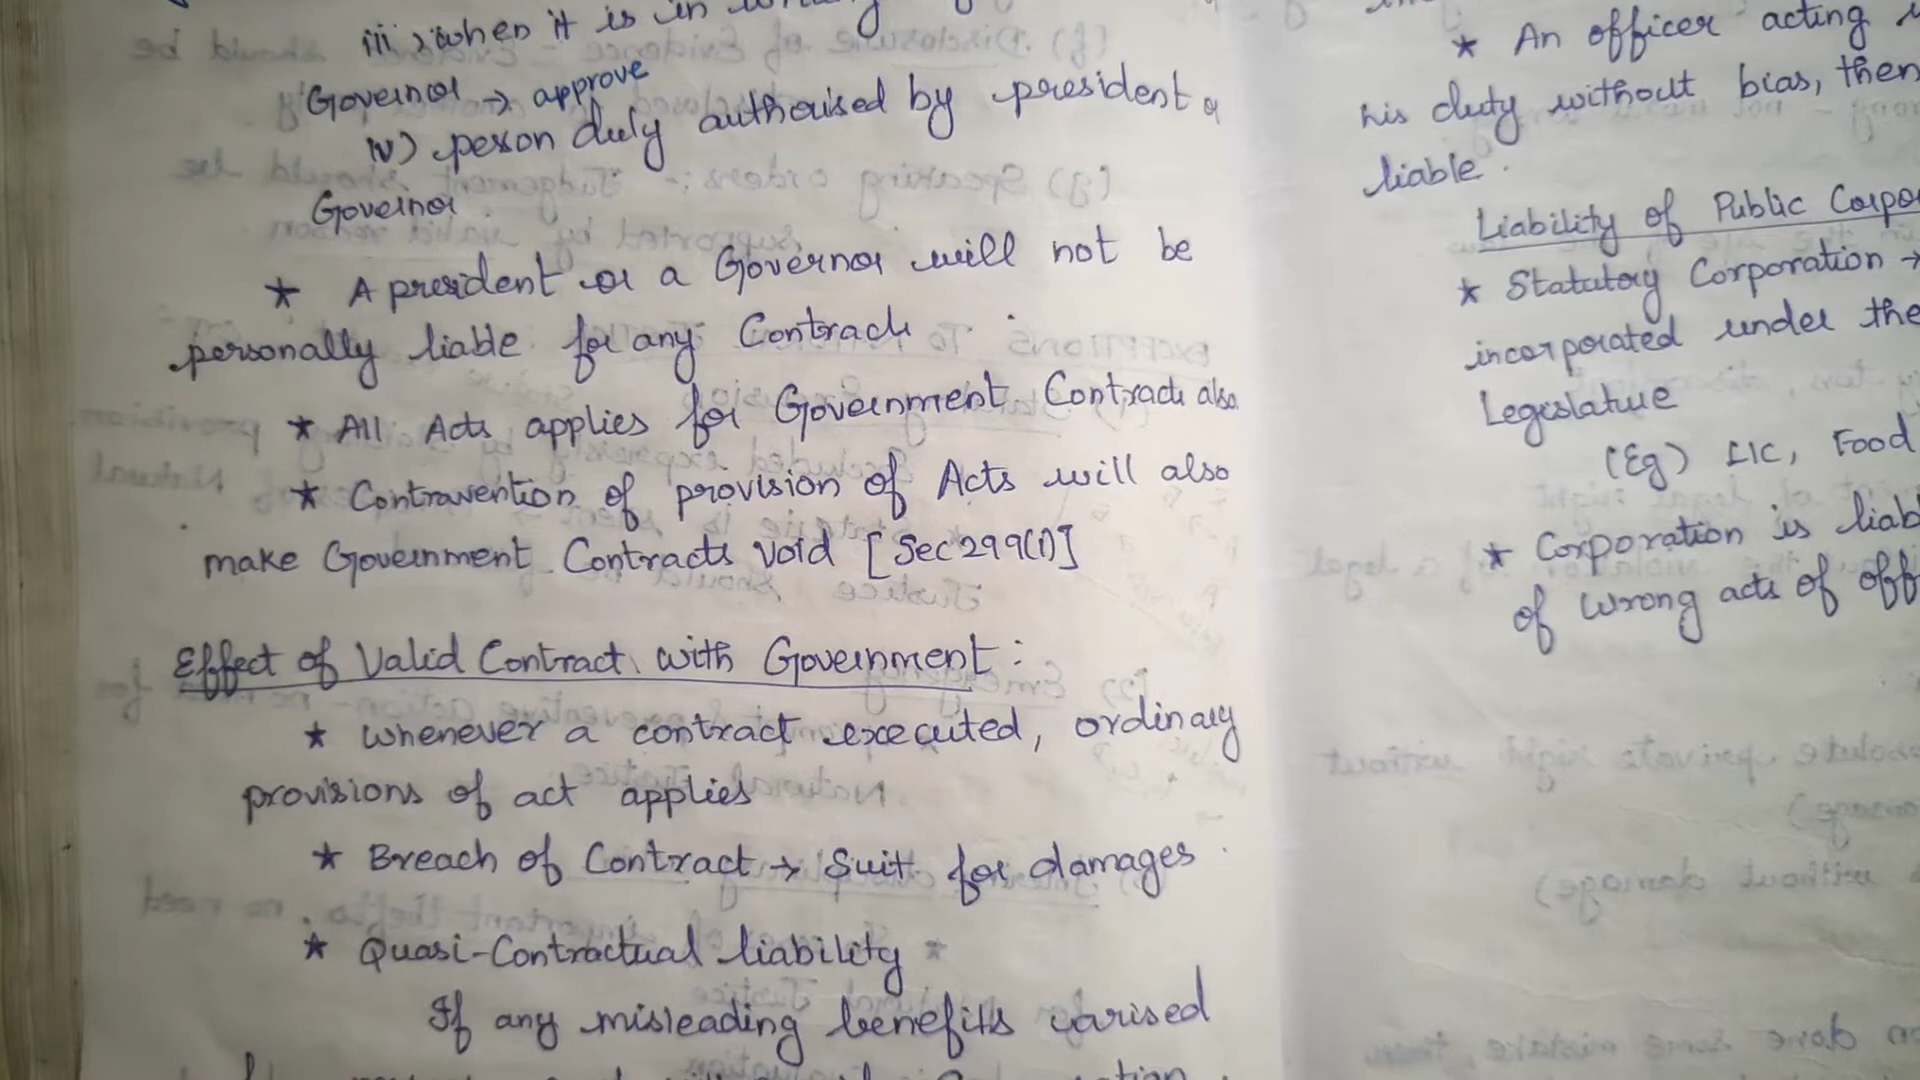 iii) when it is in
Governor → approve
iv) person duly authorised by president or
Governor.
* A president or a Governor will not be
personally liable for any Contract.
* All Acts applies for Government Contract also.
* Contravention of provision of Acts will also
make Government Contracts void [Sec 299(1)]
Effect of Valid Contract with Government:
* Whenever a contract executed, ordinary
provisions of act applies
* Breach of Contract → Suit for damages.
* Quasi-Contractual liability
If any misleading benefits arised
* An officer acting
his duty without bias, then
liable.
Liability of Public Corpo
* Statutory Corporation →
incorporated under the
Legislature
(Eg) LIC, Food
* Corporation is liab
of wrong acts of off